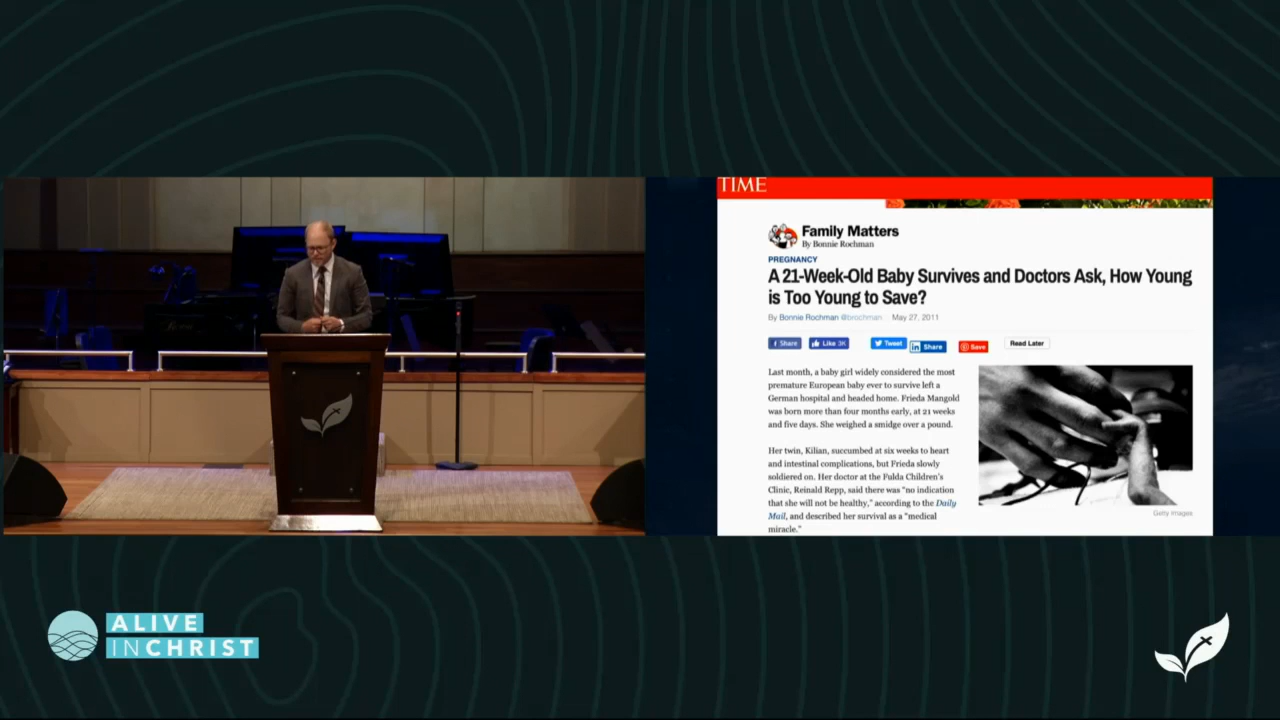 TIME
Family Matters
By Bonnie Rochman
PREGNANCY
A 21-Week-Old Baby Survives and Doctors Ask, How Young
is Too Young to Save?
By Bonnie Rochman @brochman May 27, 2011
f Share
Like 3K
Tweet
in Share
Save
Read Later
Last month, a baby girl widely considered the most
premature European baby ever to survive left a
German hospital and headed home. Frieda Mangold
was born more than four months early, at 21 weeks
and five days. She weighed a smidge over a pound.
Her twin, Kilian, succumbed at six weeks to heart
and intestinal complications, but Frieda slowly
soldiered on. Her doctor at the Fulda Children's
Clinic, Reinald Repp, said there was "no indication
that she will not be healthy," according to the Daily
Mail, and described her survival as a "medical
miracle."
Getty Images
ALIVE
INCHRIST